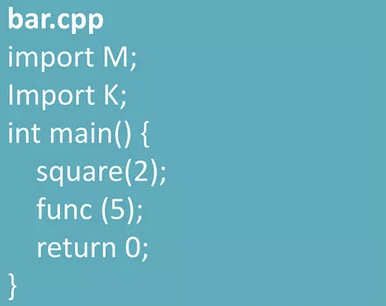 bar.cpp
import M;
Import K;
int main() {
square(2);
func (5);
return 0;
}